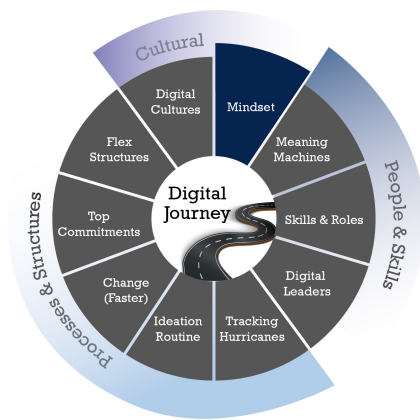 Cultural
Digital
Cultures
Mindset
Flex
Structures
Meaning
Machines
Digital
Journey
Top
Commitments
Skills & Roles
Change
(Faster)
Digital
Leaders
Ideation
Routine
Tracking
Hurricanes
People & Skills
Processes & Structures